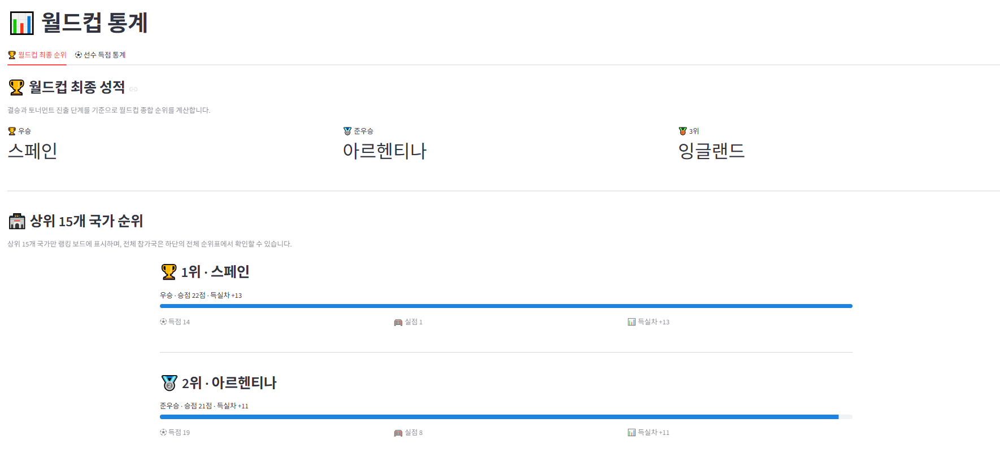 월드컵 통계
월드컵 최종 순위 선수 득점 통계
월드컵 최종 성적
결승과 토너먼트 진출 단계를 기준으로 월드컵 종합 순위를 계산합니다.
우승 준우승 3위
스페인 아르헨티나 잉글랜드
상위 15개 국가 순위
상위 15개 국가만 랭킹 보드에 표시하며, 전체 참가국은 하단의 전체 순위표에서 확인할 수 있습니다.
1위 · 스페인
우승 · 승점 22점 · 득실차 +13
득점 14 실점 1 득실차 +13
2위 · 아르헨티나
준우승 · 승점 21점 · 득실차 +11
득점 19 실점 8 득실차 +11